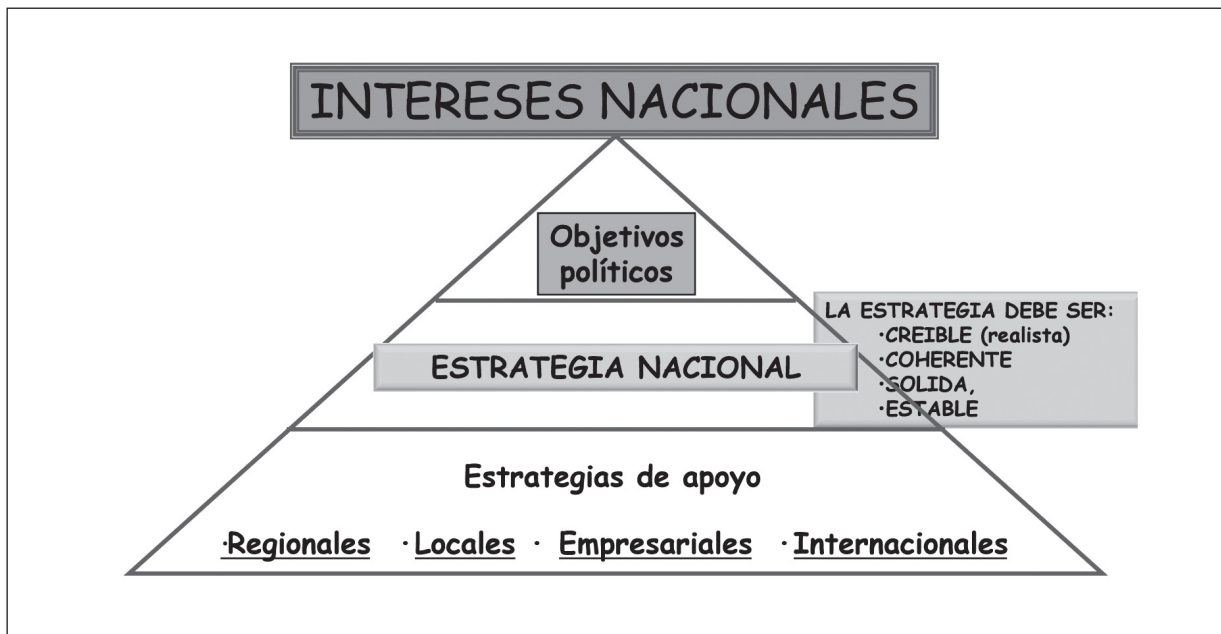 INTERESES NACIONALES
Objetivos
políticos
LA ESTRATEGIA DEBE SER:
·CREIBLE (realista)
·COHERENTE
·SOLIDA,
·ESTABLE
ESTRATEGIA NACIONAL
Estrategias de apoyo
·Regionales ·Locales · Empresariales ·Internacionales